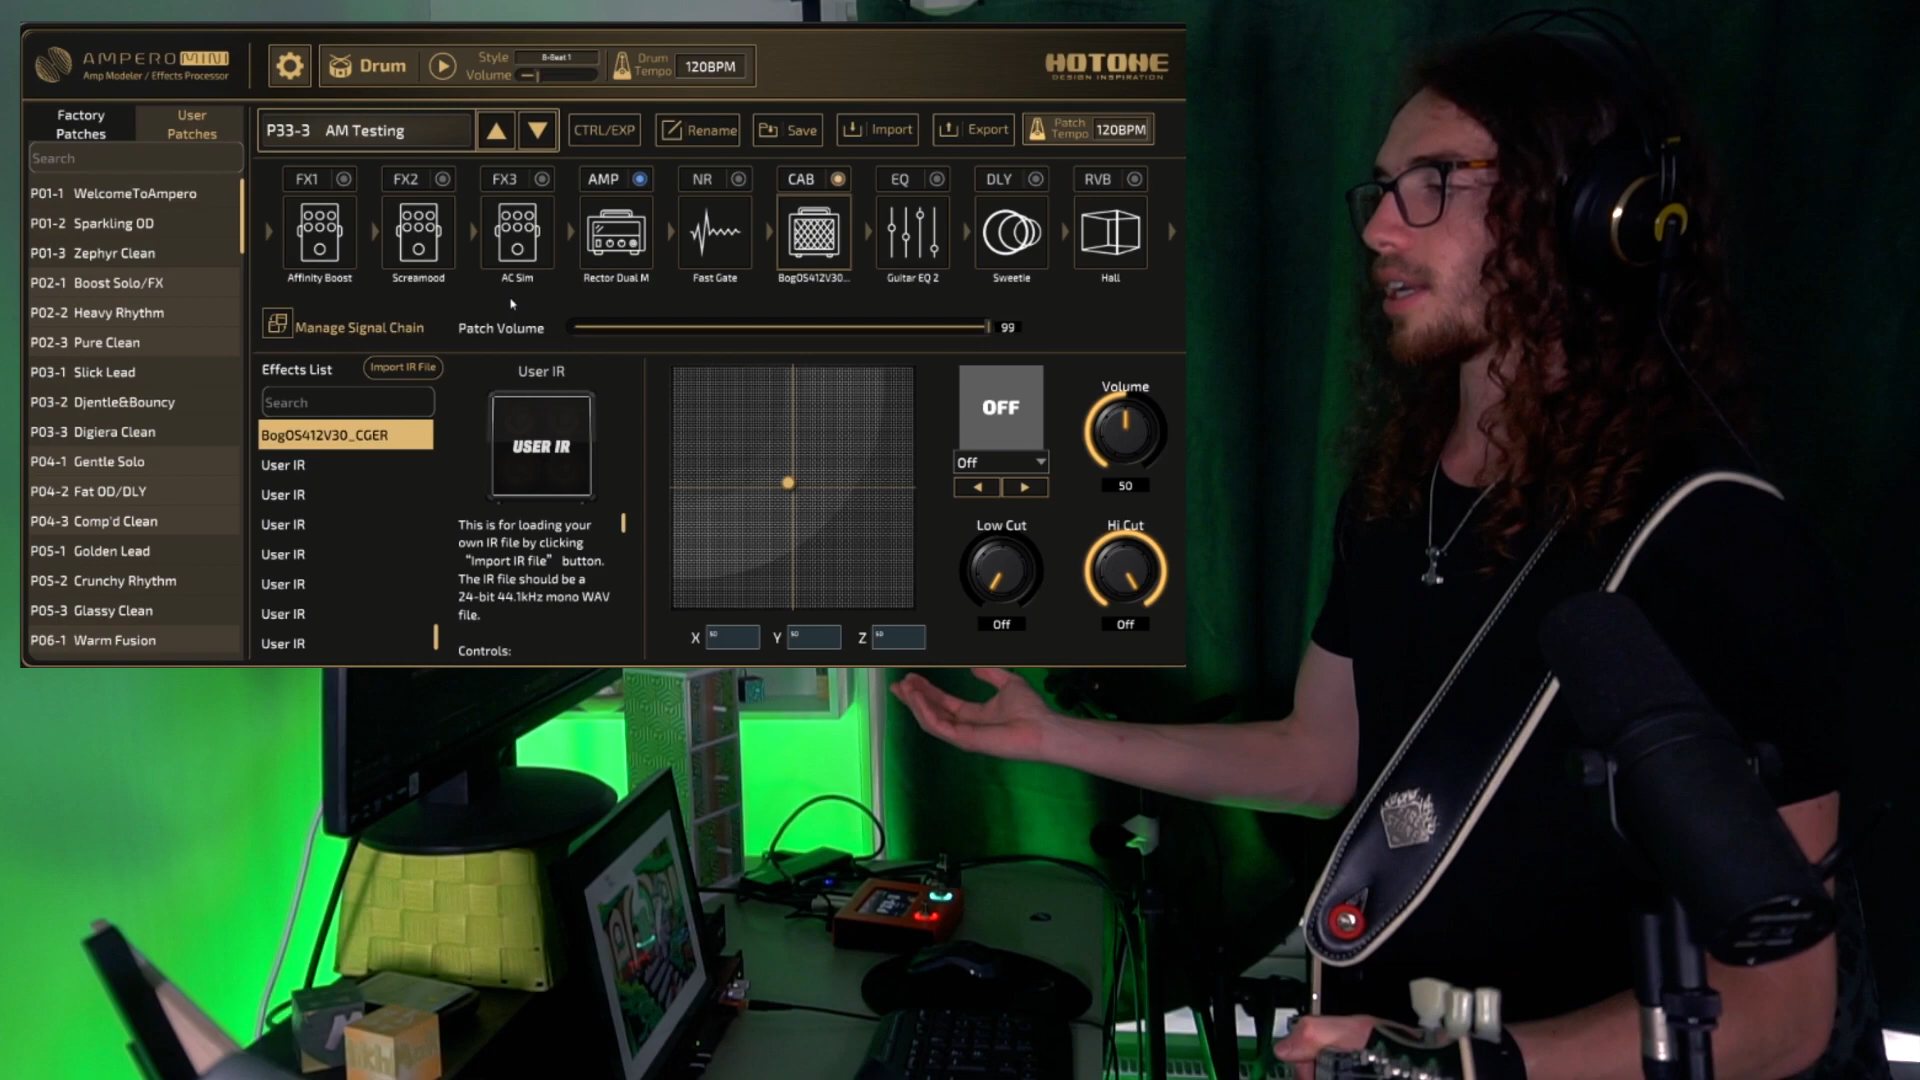 AMPERO MINI
Amp Modeler / Effects Processor
Drum
Style
B-Beat 1
Volume
Drum
Tempo
120BPM
HOTONE
DESIGN INSPIRATION
Factory
Patches
User
Patches
Search
P01-1 WelcomeToAmpero
P01-2 Sparkling OD
P01-3 Zephyr Clean
P02-1 Boost Solo/FX
P02-2 Heavy Rhythm
P02-3 Pure Clean
P03-1 Slick Lead
P03-2 Djentle&Bouncy
P03-3 Digiera Clean
P04-1 Gentle Solo
P04-2 Fat OD/DLY
P04-3 Comp'd Clean
P05-1 Golden Lead
P05-2 Crunchy Rhythm
P05-3 Glassy Clean
P06-1 Warm Fusion
P33-3 AM Testing
CTRL/EXP
Rename
Save
Import
Export
Patch
Tempo
120BPM
FX1
FX2
FX3
AMP
NR
CAB
EQ
DLY
RVB
Affinity Boost
Screamood
AC Sim
Rector Dual M
Fast Gate
BogOS412V30...
Guitar EQ 2
Sweetie
Hall
Manage Signal Chain
Patch Volume
99
Effects List
Import IR File
Search
BogOS412V30_CGER
User IR
User IR
User IR
User IR
User IR
User IR
User IR
User IR
USER IR
This is for loading your
own IR file by clicking
“Import IR file” button.
The IR file should be a
24-bit 44.1kHz mono WAV
file.
Controls:
X 50
Y 50
Z 50
OFF
Off
Volume
50
Low Cut
Off
Hi Cut
Off